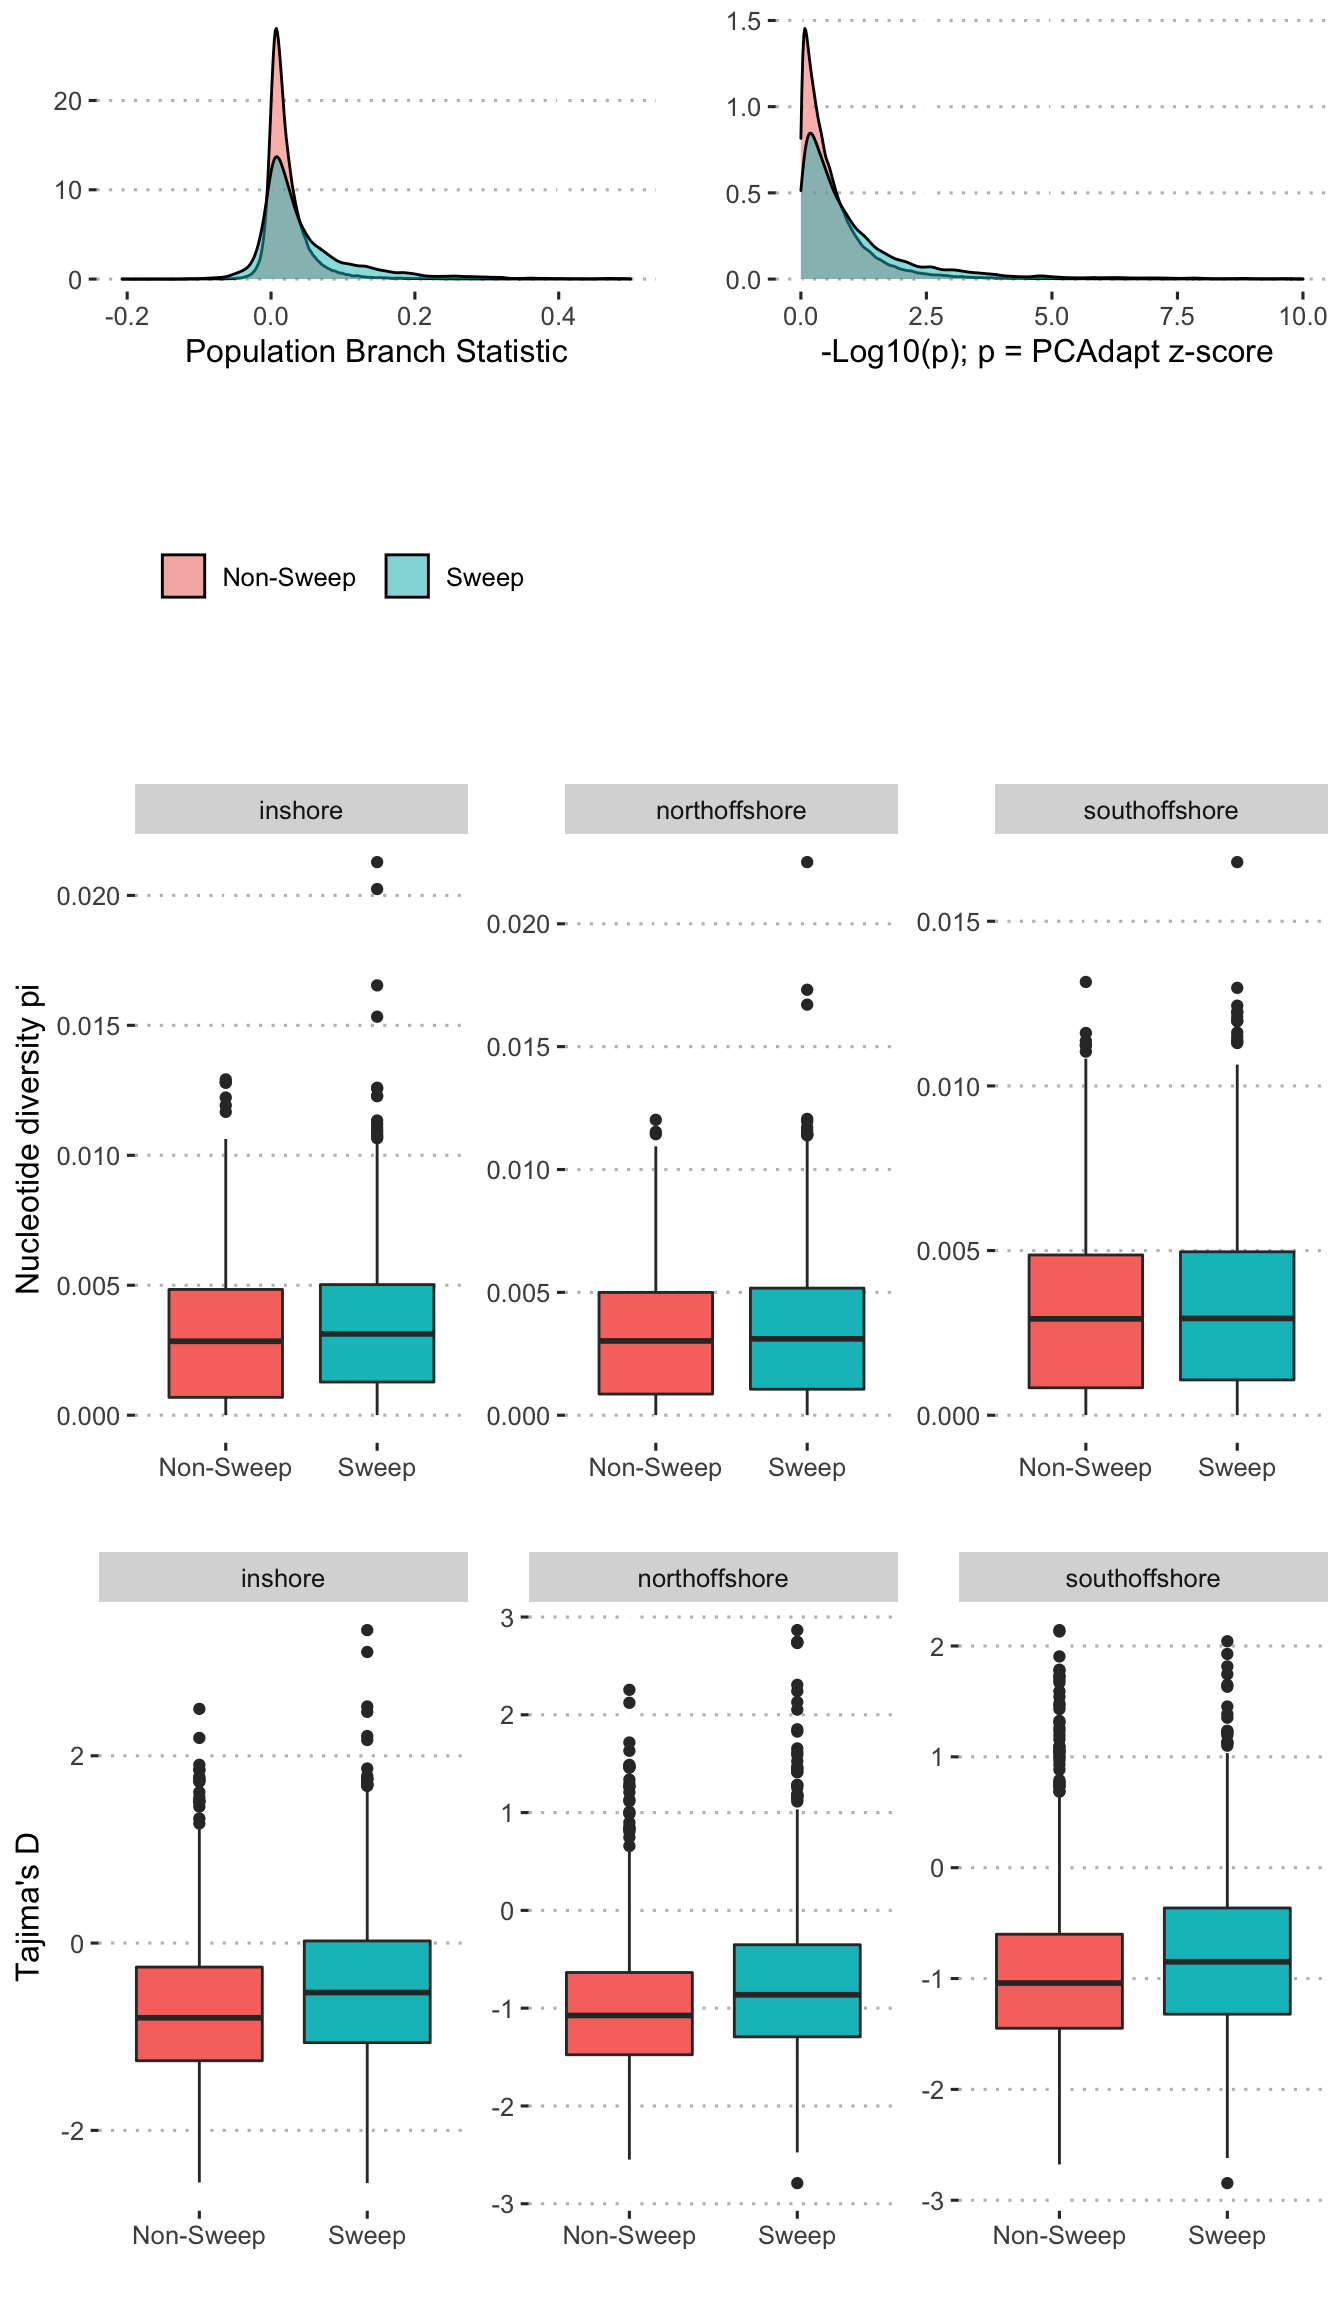 20
10
0
-0.2 0.0 0.2 0.4
Population Branch Statistic
1.5
1.0
0.5
0.0
0.0 2.5 5.0 7.5 10.0
-Log10(p); p = PCAdapt z-score
Non-Sweep Sweep
Nucleotide diversity pi
inshore
0.020
0.015
0.010
0.005
0.000
Non-Sweep Sweep
northoffshore
0.020
0.015
0.010
0.005
0.000
Non-Sweep Sweep
southoffshore
0.015
0.010
0.005
0.000
Non-Sweep Sweep
Tajima's D
inshore
2
0
-2
Non-Sweep Sweep
northoffshore
3
2
1
0
-1
-2
-3
Non-Sweep Sweep
southoffshore
2
1
0
-1
-2
-3
Non-Sweep Sweep